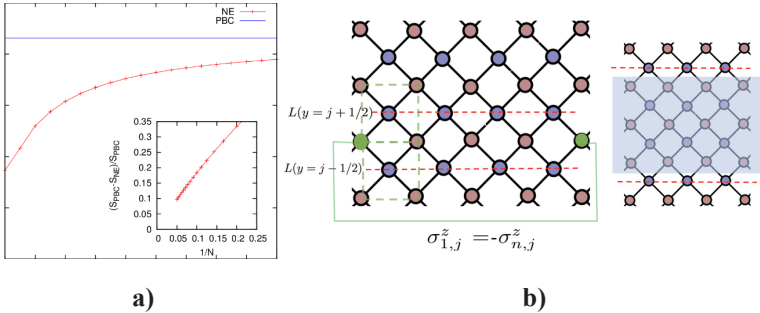 NE
PBC
(S_PBC-S_NE)/S_PBC
0.35
0.3
0.25
0.2
0.15
0.1
0.05
0
0 0.05 0.1 0.15 0.2 0.25
1/N
a)
L(y = j + 1/2)
L(y = j − 1/2)
σ^z_{1,j} =-σ^z_{n,j}
b)